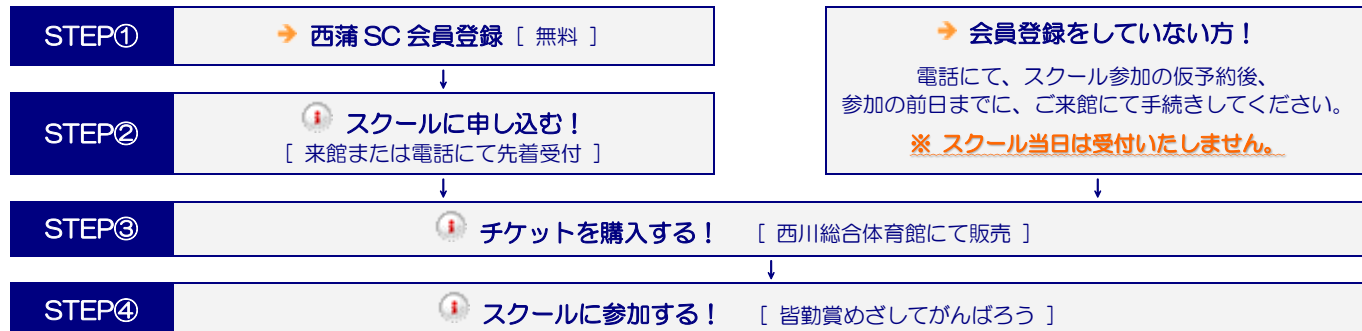 STEP① 西蒲SC会員登録 [ 無料 ]
STEP② スクールに申し込む！
[ 来館または電話にて先着受付 ]
会員登録をしていない方！
電話にて、スクール参加の仮予約後、
参加の前日までに、ご来館にて手続きしてください。
※ スクール当日は受付いたしません。
STEP③ チケットを購入する！ [ 西川総合体育館にて販売 ]
STEP④ スクールに参加する！ [ 皆勤賞めざしてがんばろう ]